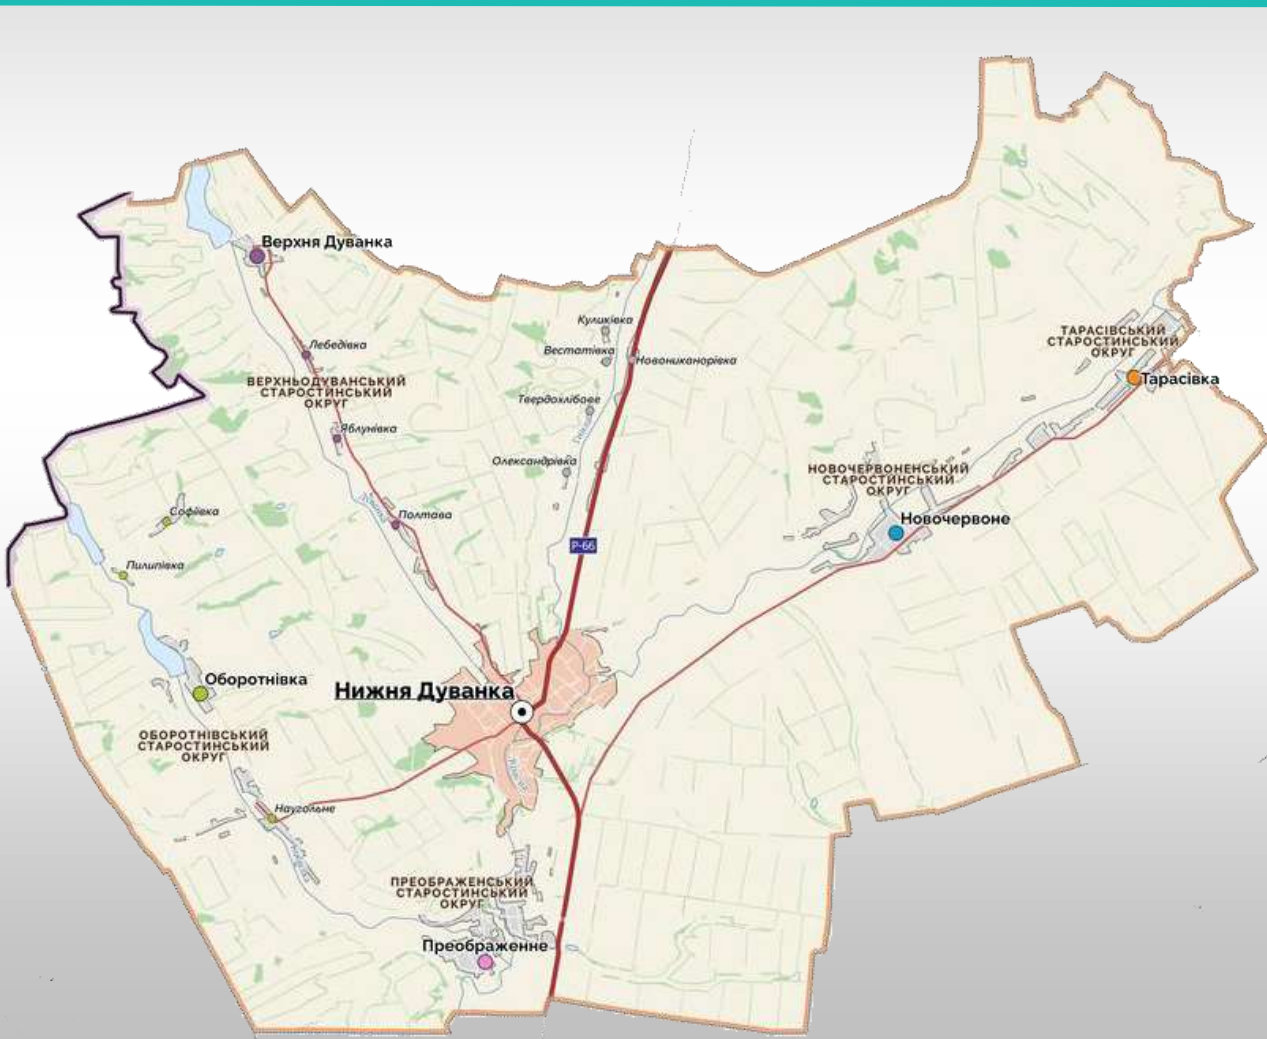 Верхня Дуванка
Куликівка
ТАРАСІВСЬКИЙ
СТАРОСТИНСЬКИЙ
ОКРУГ
Лебедівка
Вестатівка
Новониканорівка
Тарасівка
ВЕРХНЬОДУВАНСЬКИЙ
СТАРОСТИНСЬКИЙ
ОКРУГ
Твердохлібове
Яблунівка
Олександрівка
НОВОЧЕРВОНЕНСЬКИЙ
СТАРОСТИНСЬКИЙ
ОКРУГ
Софіївка
Полтава
Новочервоне
Р-66
Пилипівка
Оборотнівка
Нижня Дуванка
ОБОРОТНІВСЬКИЙ
СТАРОСТИНСЬКИЙ
ОКРУГ
Наугольне
ПРЕОБРАЖЕНСЬКИЙ
СТАРОСТИНСЬКИЙ
ОКРУГ
Преображенне